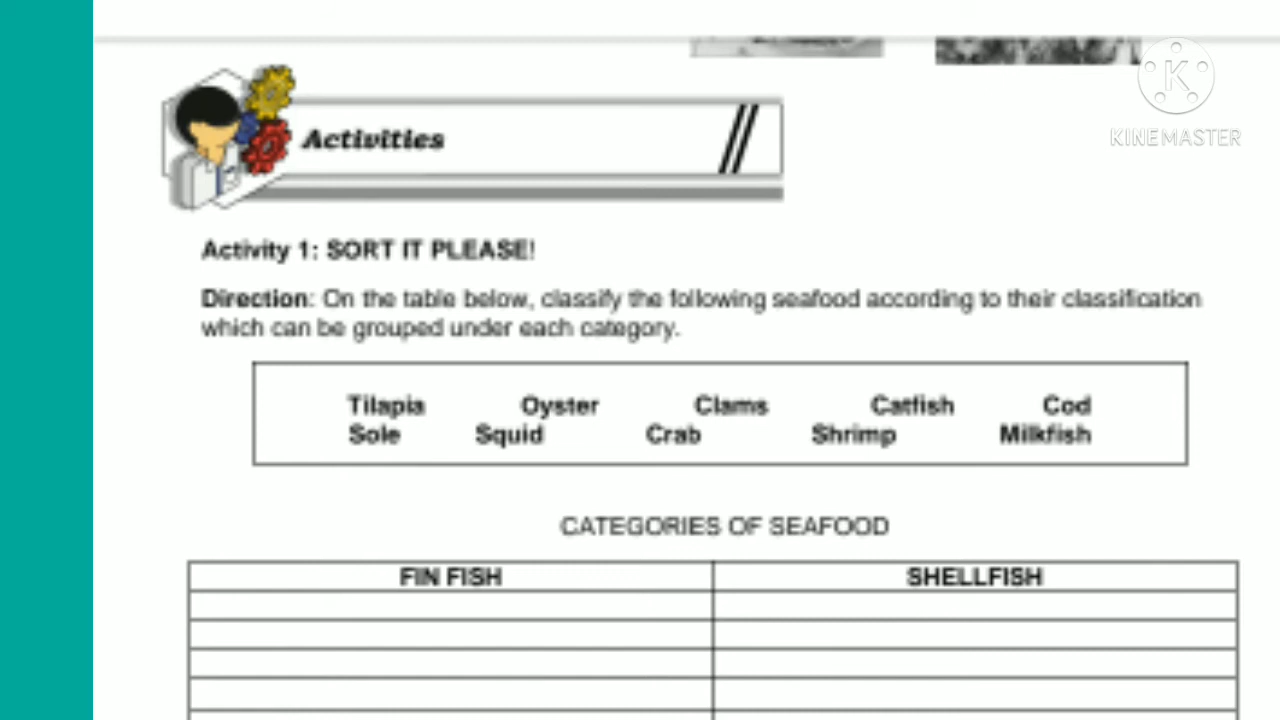 KINEMASTER
Activities
Activity 1: SORT IT PLEASE!
Direction: On the table below, classify the following seafood according to their classification
which can be grouped under each category.
Tilapia Oyster Clams Catfish Cod
Sole Squid Crab Shrimp Milkfish
CATEGORIES OF SEAFOOD
FIN FISH SHELLFISH